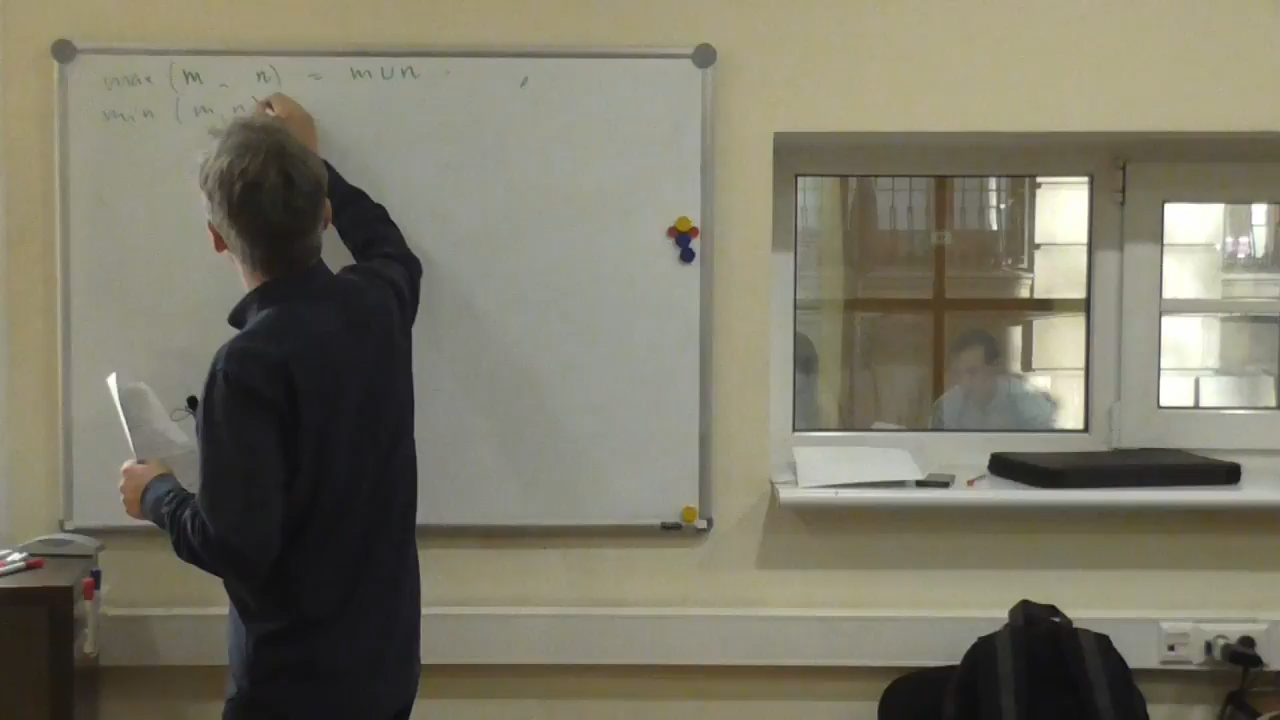 max (m, n) = m ∪ n
min (m, n)